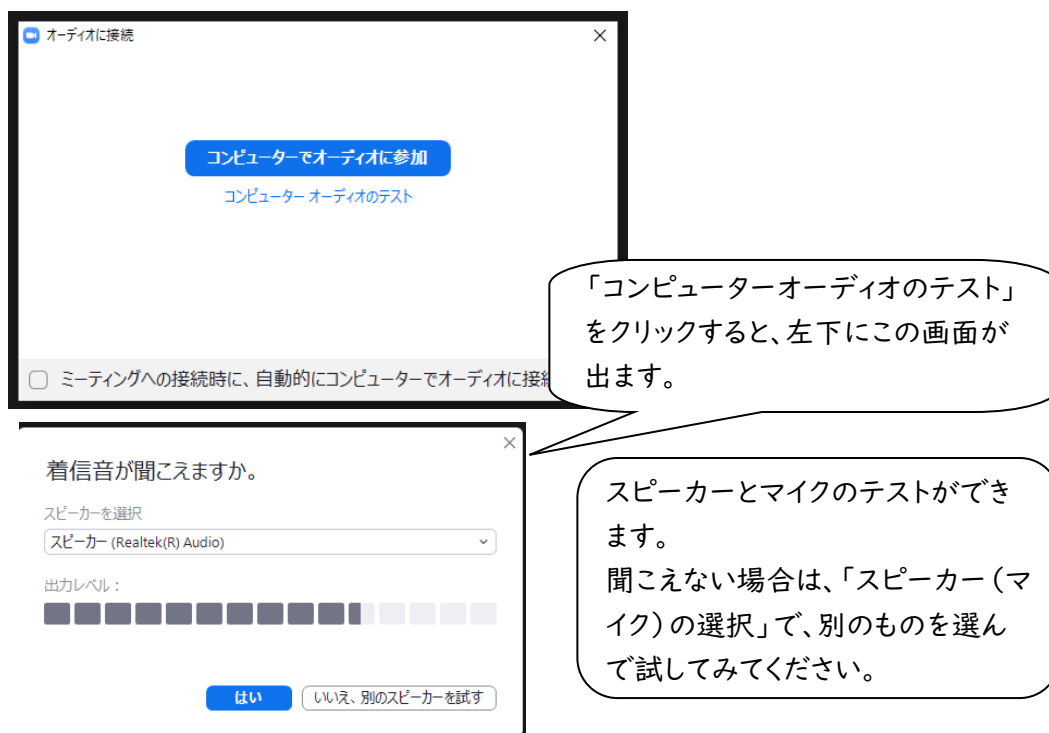 オーディオに接続
コンピューターでオーディオに参加
コンピューター オーディオのテスト
ミーティングへの接続時に、自動的にコンピューターでオーディオに接
「コンピューターオーディオのテスト」
をクリックすると、左下にこの画面が
出ます。
着信音が聞こえますか。
スピーカーを選択
スピーカー (Realtek(R) Audio)
出力レベル：
はい
いいえ、別のスピーカーを試す
スピーカーとマイクのテストができ
ます。
聞こえない場合は、「スピーカー（マ
イク）の選択」で、別のものを選ん
で試してみてください。